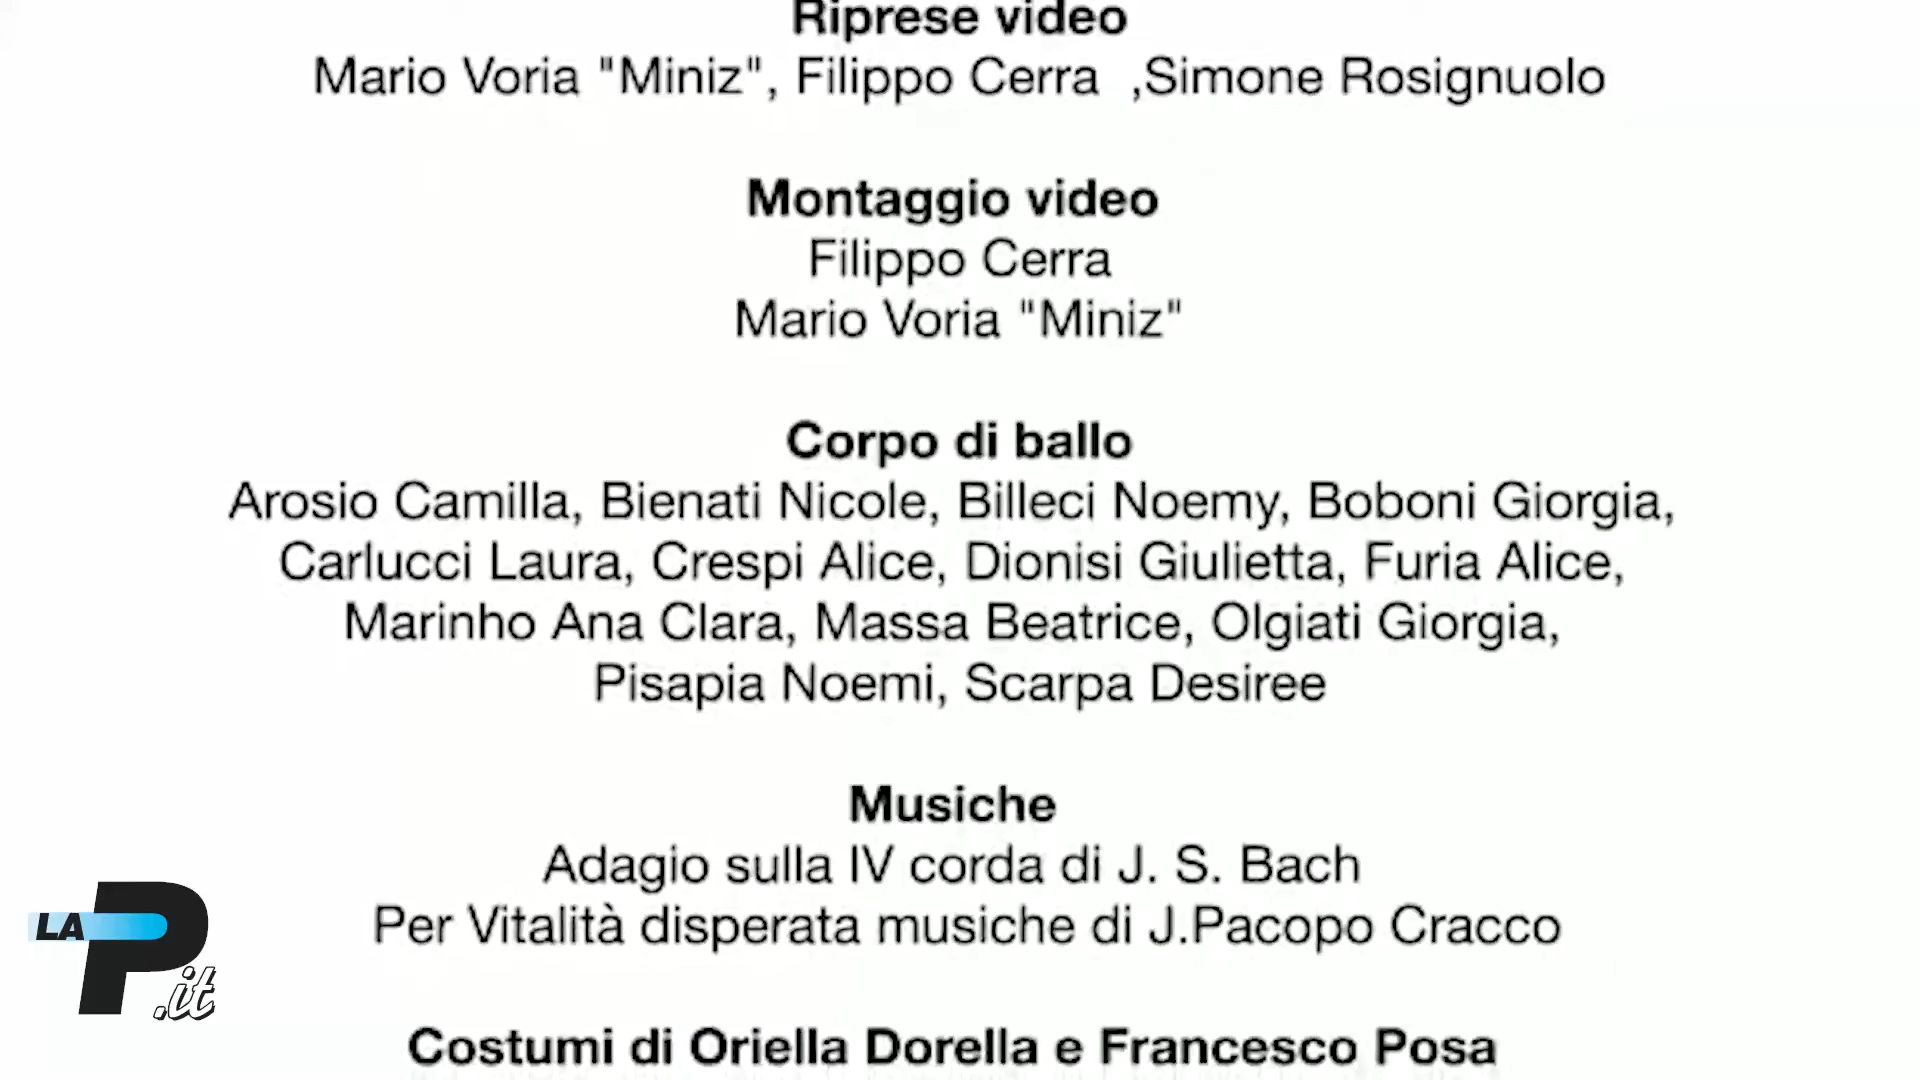 Riprese video
Mario Voria "Miniz", Filippo Cerra  ,Simone Rosignuolo
Montaggio video
Filippo Cerra
Mario Voria "Miniz"
Corpo di ballo
Arosio Camilla, Bienati Nicole, Billeci Noemy, Boboni Giorgia,
Carlucci Laura, Crespi Alice, Dionisi Giulietta, Furia Alice,
Marinho Ana Clara, Massa Beatrice, Olgiati Giorgia,
Pisapia Noemi, Scarpa Desiree
Musiche
Adagio sulla IV corda di J. S. Bach
Per Vitalità disperata musiche di J.Pacopo Cracco
LA P.it
Costumi di Oriella Dorella e Francesco Posa